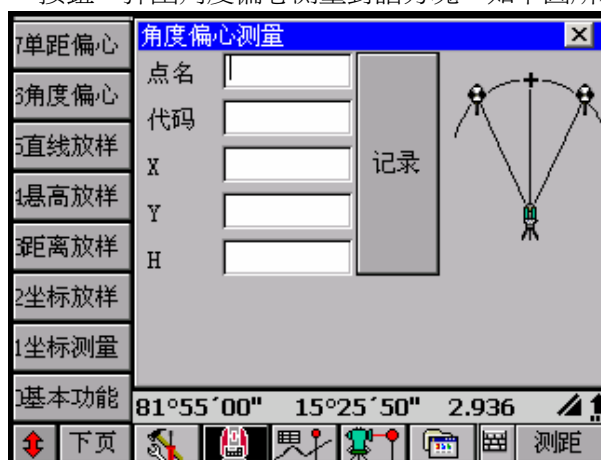 7单距偏心
6角度偏心
5直线放样
4悬高放样
3距离放样
2坐标放样
1坐标测量
0基本功能
下页
角度偏心测量
点名
代码
X
Y
H
记录
81°55′00" 15°25′50" 2.936
测距